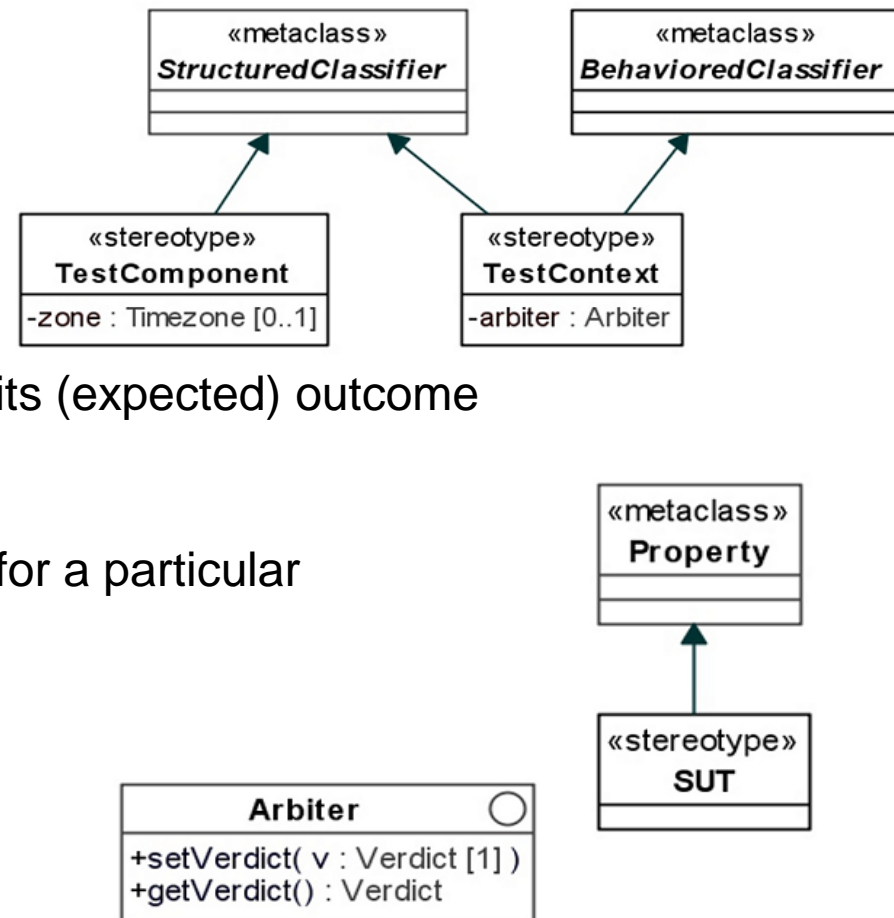 «metaclass»
StructuredClassifier
«metaclass»
BehavioredClassifier
«stereotype»
TestComponent
-zone : Timezone [0..1]
«stereotype»
TestContext
-arbiter : Arbiter
its (expected) outcome
«metaclass»
Property
for a particular
«stereotype»
SUT
Arbiter
+setVerdict( v : Verdict [1] )
+getVerdict() : Verdict